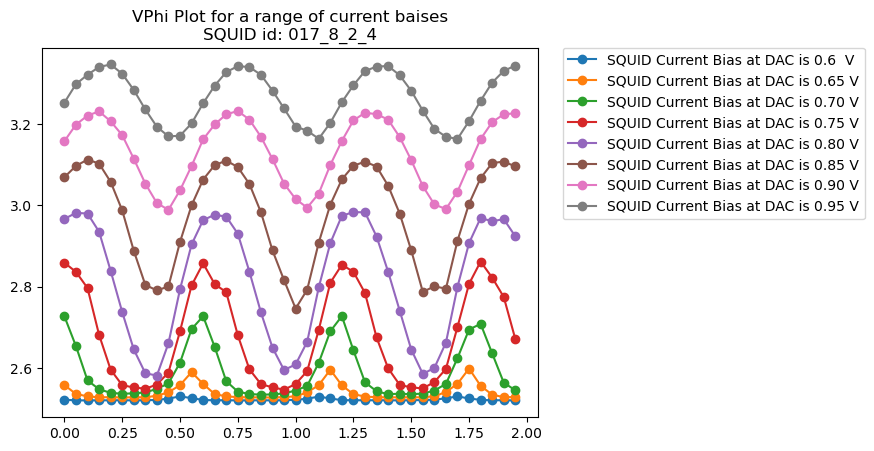 VPhi Plot for a range of current baises
SQUID id: 017_8_2_4
SQUID Current Bias at DAC is 0.6  V
SQUID Current Bias at DAC is 0.65 V
SQUID Current Bias at DAC is 0.70 V
SQUID Current Bias at DAC is 0.75 V
SQUID Current Bias at DAC is 0.80 V
SQUID Current Bias at DAC is 0.85 V
SQUID Current Bias at DAC is 0.90 V
SQUID Current Bias at DAC is 0.95 V
3.2
3.0
2.8
2.6
0.00 0.25 0.50 0.75 1.00 1.25 1.50 1.75 2.00